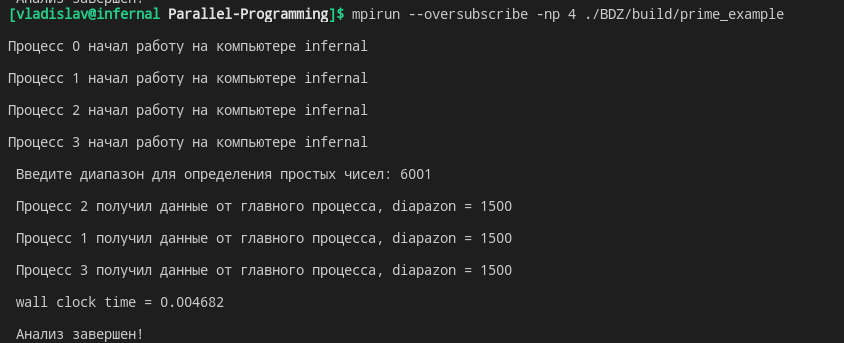 Анализ завершен!
[vladislav@infernal Parallel-Programming]$ mpirun --oversubscribe -np 4 ./BDZ/build/prime_example
Процесс 0 начал работу на компьютере infernal
Процесс 1 начал работу на компьютере infernal
Процесс 2 начал работу на компьютере infernal
Процесс 3 начал работу на компьютере infernal
Введите диапазон для определения простых чисел: 6001
Процесс 2 получил данные от главного процесса, diapazon = 1500
Процесс 1 получил данные от главного процесса, diapazon = 1500
Процесс 3 получил данные от главного процесса, diapazon = 1500
wall clock time = 0.004682
Анализ завершен!